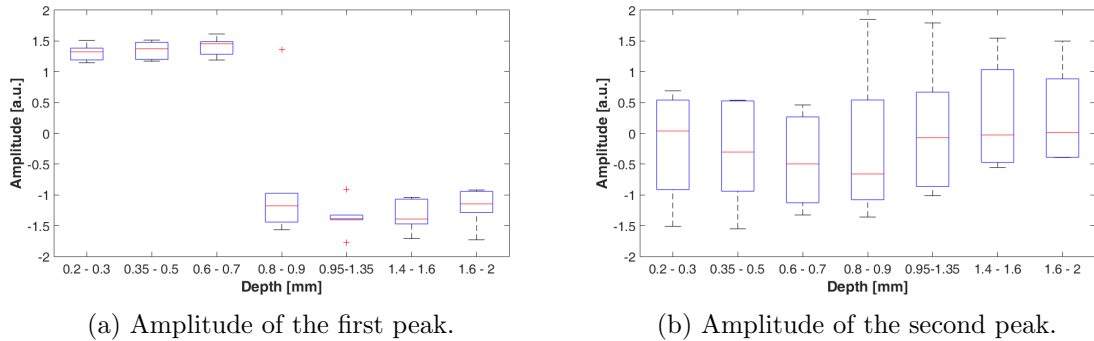 2
1.5
1
0.5
0
-0.5
-1
-1.5
-2
Amplitude [a.u.]
0.2 - 0.3 0.35 - 0.5 0.6 - 0.7 0.8 - 0.9 0.95-1.35 1.4 - 1.6 1.6 - 2
Depth [mm]
(a) Amplitude of the first peak.
2
1.5
1
0.5
0
-0.5
-1
-1.5
-2
Amplitude [a.u.]
0.2 - 0.3 0.35 - 0.5 0.6 - 0.7 0.8 - 0.9 0.95-1.35 1.4 - 1.6 1.6 - 2
Depth [mm]
(b) Amplitude of the second peak.